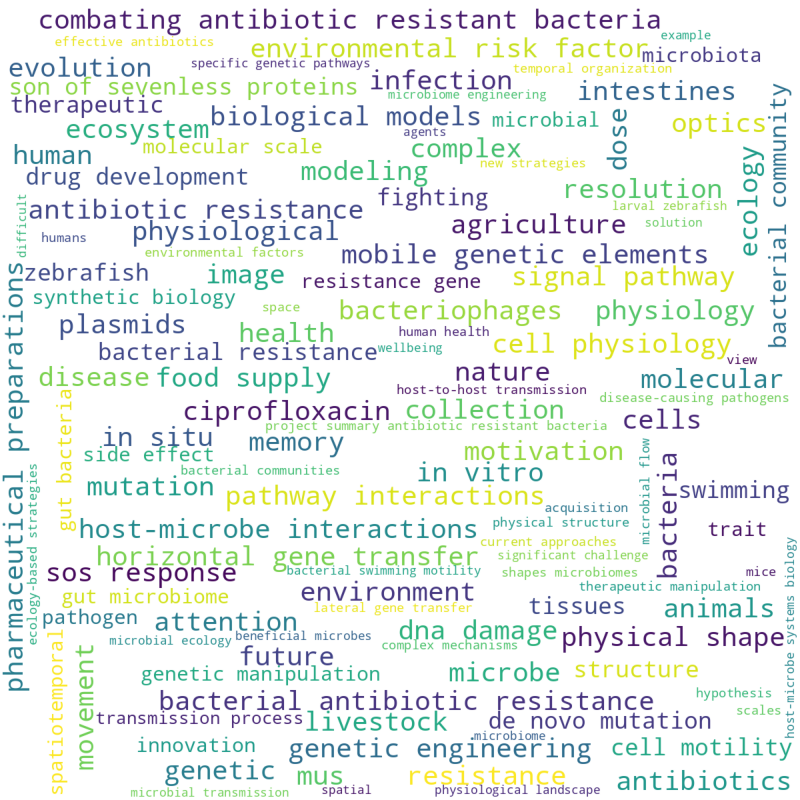 combating antibiotic resistant bacteria
example
effective antibiotics
environmental risk factor
microbiota
evolution
specific genetic pathways
temporal organization
son of sevenless proteins
infection
intestines
microbiome engineering
therapeutic
biological models
microbial
optics
ecosystem
agents
dose
bacterial community
molecular scale
complex
human
new strategies
ecology
drug development
modeling
resolution
fighting
larval zebrafish
antibiotic resistance
agriculture
solution
difficult
physiological
humans
environmental factors
mobile genetic elements
zebrafish
image
resistance gene
signal pathway
synthetic biology
space
bacteriophages
physiology
plasmids
health
human health
cell physiology
bacterial resistance
wellbeing
view
nature
disease
food supply
molecular
host-to-host transmission
disease-causing pathogens
pharmaceutical preparations
ciprofloxacin
collection
cells
gut bacteria
project summary antibiotic resistant bacteria
in situ
memory
motivation
side effect
microbial flow
bacterial communities
in vitro
bacteria
mutation
swimming
pathway interactions
ecology-based strategies
acquisition
host-microbe interactions
physical structure
trait
current approaches
horizontal gene transfer
significant challenge
sos response
bacterial swimming motility
shapes microbiomes
mice
host-microbe systems biology
environment
therapeutic manipulation
gut microbiome
lateral gene transfer
tissues
animals
pathogen
attention
dna damage
physical shape
microbial ecology
beneficial microbes
complex mechanisms
spatiotemporal
future
movement
genetic manipulation
microbe
structure
bacterial antibiotic resistance
hypothesis
transmission process
livestock
de novo mutation
scales
microbiome
innovation
genetic engineering
cell motility
genetic
mus
resistance
antibiotics
microbial transmission
spatial
physiological landscape